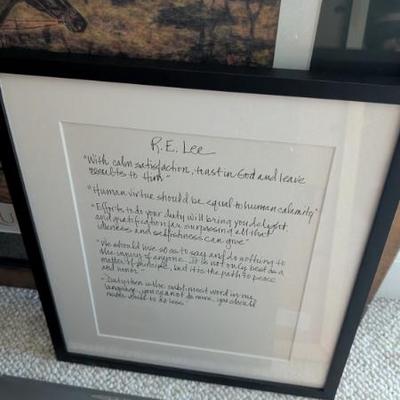 R.E. Lee
"With calm satisfaction, trust in God and leave
results to Him"
"Human virtue should be equal to human calamity"
"Efforts to do your duty will bring you delight
and gratification far surpassing all that
idleness and selfishness can give"
"We should live so as to say and do nothing to
the injury of anyone. It is not only best as a
matter of principle, but it is the path to peace
and honor."
"Duty then is the sublimest word in our
language, you cannot do more, you should
never wish to do less."